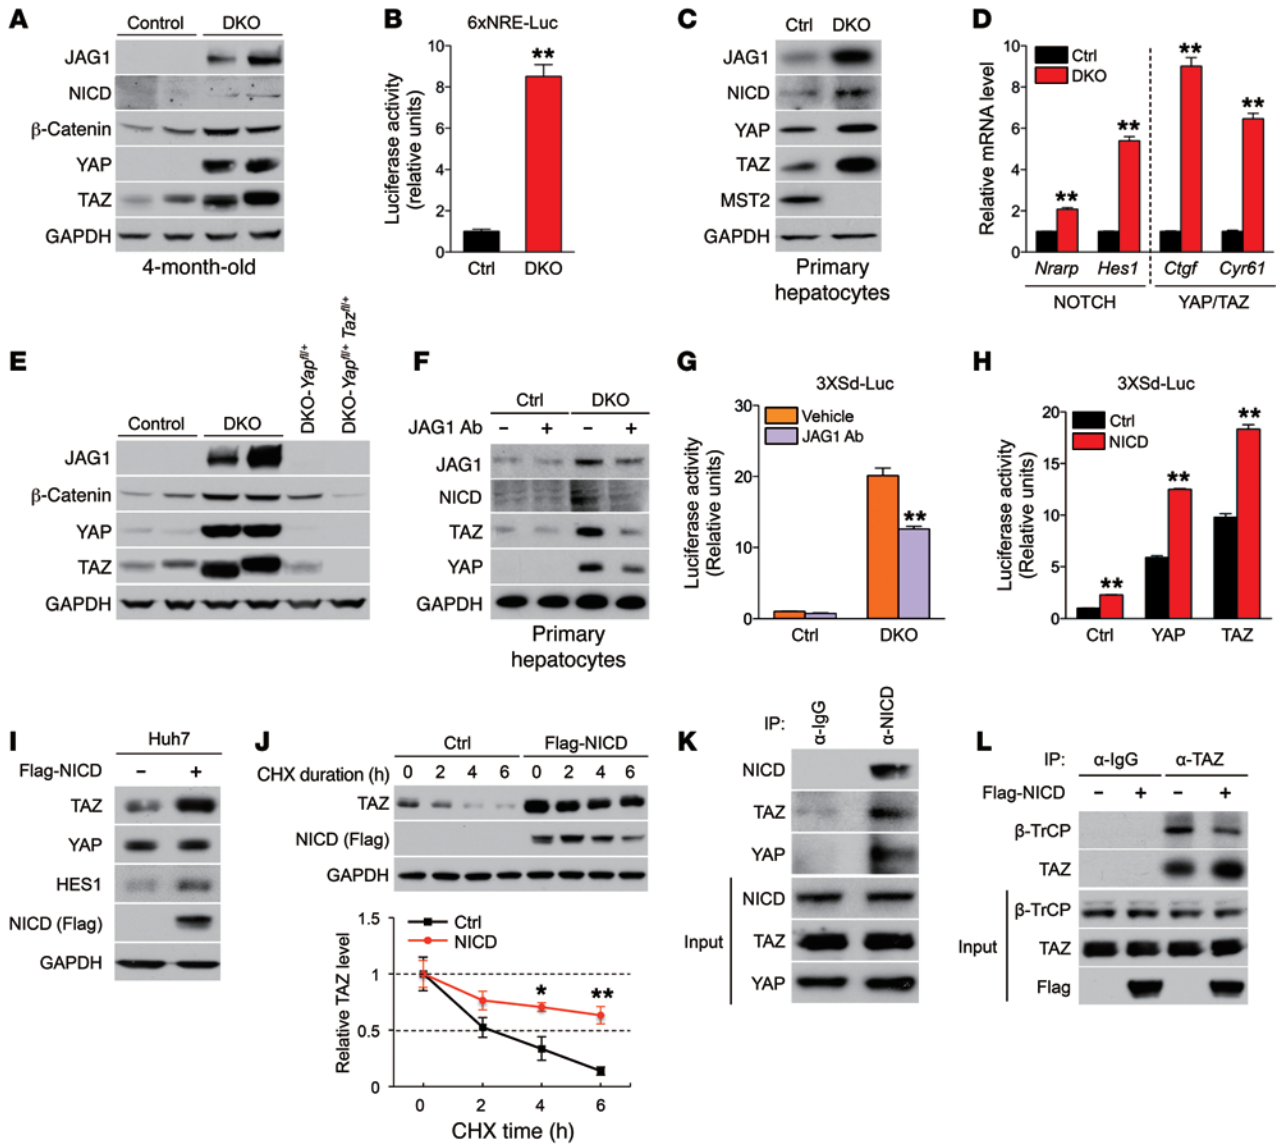 A
Control DKO
JAG1
NICD
β-Catenin
YAP
TAZ
GAPDH
4-month-old
B
6xNRE-Luc
Luciferase activity
(relative units)
10
8
6
4
2
0
**
Ctrl DKO
C
Ctrl DKO
JAG1
NICD
YAP
TAZ
MST2
GAPDH
Primary
hepatocytes
D
Relative mRNA level
10
8
6
4
2
0
Ctrl
DKO
** ** ** **
Nrarp Hes1 Ctgf Cyr61
NOTCH YAP/TAZ
E
Control DKO DKO-Yapfl/+ DKO-Yapfl/+ Tazfl/+
JAG1
β-Catenin
YAP
TAZ
GAPDH
F
Ctrl DKO
JAG1 Ab – + – +
JAG1
NICD
TAZ
YAP
GAPDH
Primary
hepatocytes
G
3XSd-Luc
Luciferase activity
(Relative units)
30
20
10
0
Vehicle
JAG1 Ab
**
Ctrl DKO
H
3XSd-Luc
Luciferase activity
(Relative units)
20
15
10
5
0
Ctrl
NICD
** ** **
Ctrl YAP TAZ
I
Huh7
Flag-NICD – +
TAZ
YAP
HES1
NICD (Flag)
GAPDH
J
Ctrl Flag-NICD
CHX duration (h) 0 2 4 6 0 2 4 6
TAZ
NICD (Flag)
GAPDH
Relative TAZ level
1.5
1
0.5
0
Ctrl
NICD
* **
0 2 4 6
CHX time (h)
K
IP: α-IgG α-NICD
NICD
TAZ
YAP
Input
NICD
TAZ
YAP
L
IP: α-IgG α-TAZ
Flag-NICD – + – +
β-TrCP
TAZ
Input
β-TrCP
TAZ
Flag